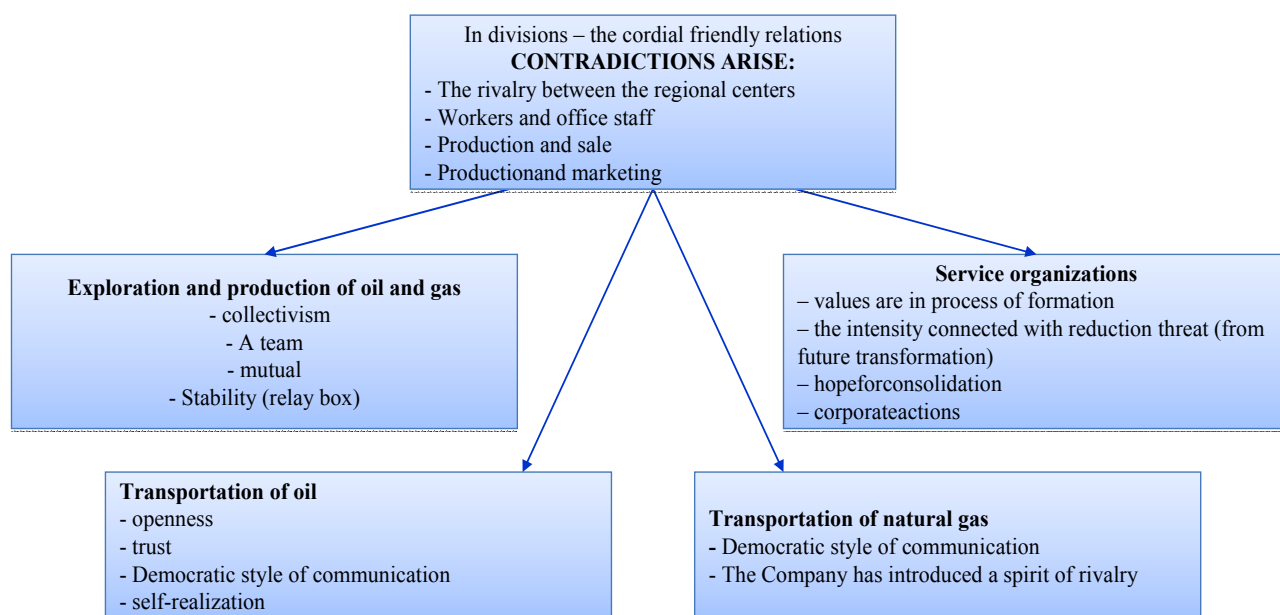 In divisions – the cordial friendly relations
CONTRADICTIONS ARISE:
- The rivalry between the regional centers
- Workers and office staff
- Production and sale
- Productionand marketing
Exploration and production of oil and gas
- collectivism
- A team
- mutual
- Stability (relay box)
Service organizations
– values are in process of formation
– the intensity connected with reduction threat (from
future transformation)
– hopeforconsolidation
– corporateactions
Transportation of oil
- openness
- trust
- Democratic style of communication
- self-realization
Transportation of natural gas
- Democratic style of communication
- The Company has introduced a spirit of rivalry